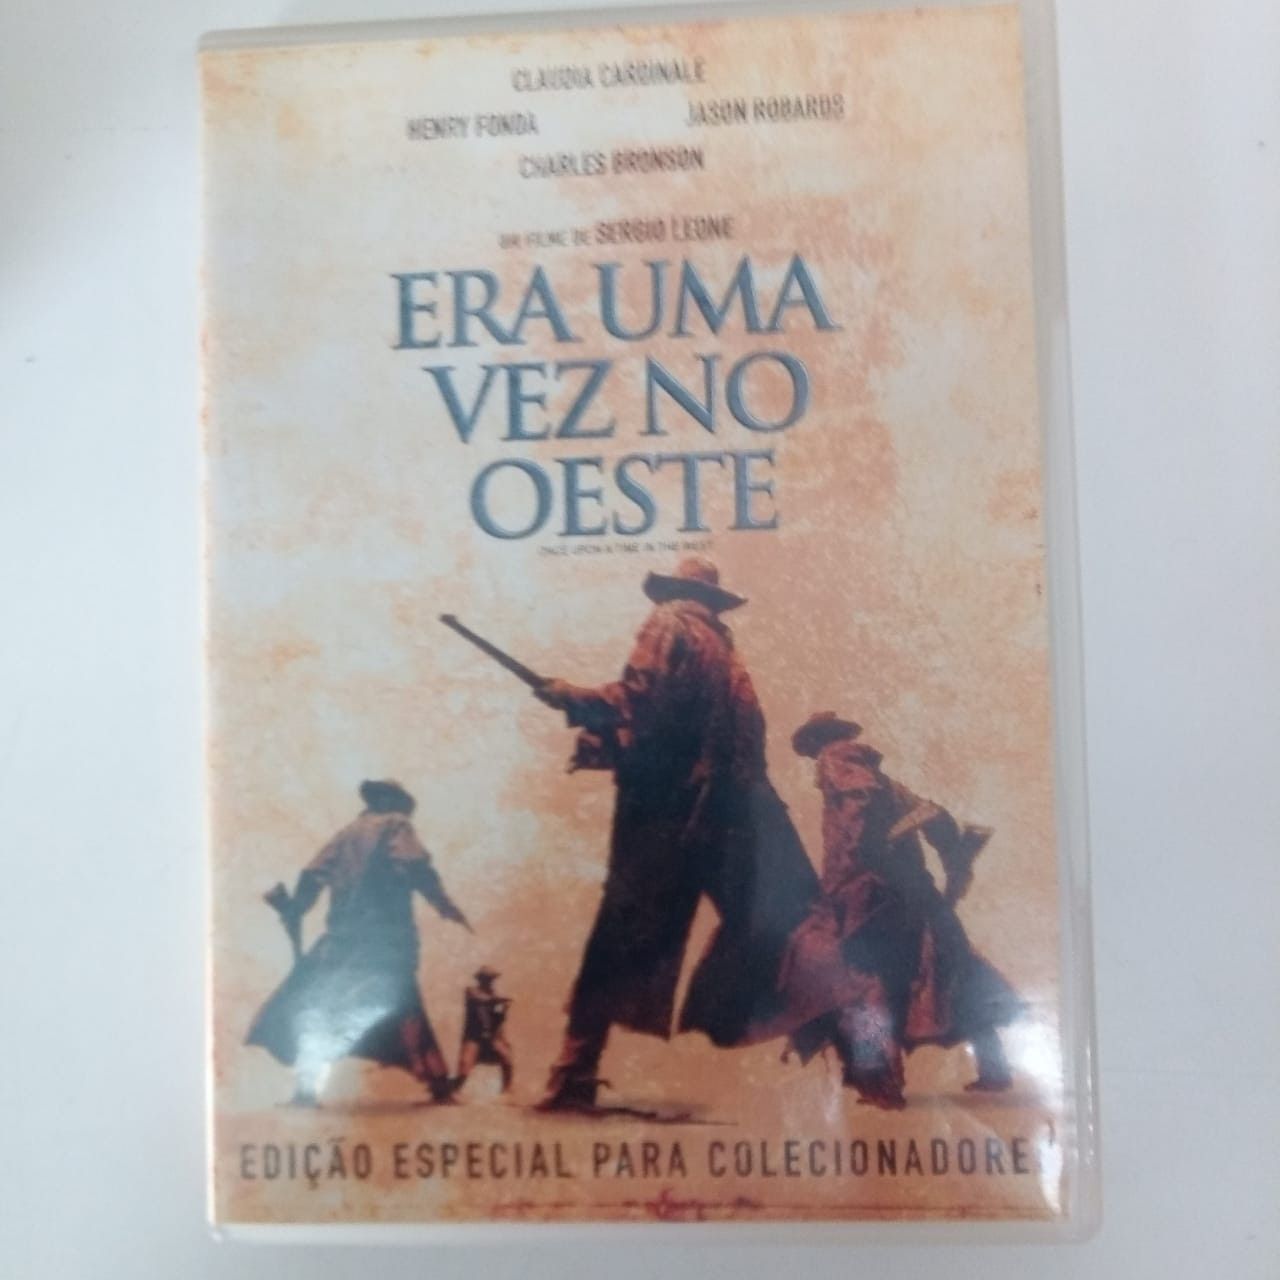 CLAUDIA CARDINALE
HENRY FONDA JASON ROBARDS
CHARLES BRONSON
UM FILME DE SERGIO LEONE
ERA UMA
VEZ NO
OESTE
ONCE UPON A TIME IN THE WEST
EDIÇÃO ESPECIAL PARA COLECIONADORES